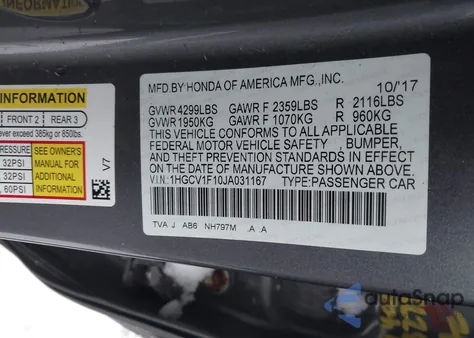 INFORMATION
INFORMATION
FRONT 2 REAR 3
ever exceed 385kg or 850lbs.
32PSI
32PSI
60PSI
SEE OWNER'S
MANUAL FOR
ADDITIONAL
INFORMATION
V7
MFD.BY HONDA OF AMERICA MFG.,INC. 10/'17
GVWR 4299LBS GAWR F 2359LBS R 2116LBS
GVWR 1950KG GAWR F 1070KG R 960KG
THIS VEHICLE CONFORMS TO ALL APPLICABLE
FEDERAL MOTOR VEHICLE SAFETY , BUMPER,
AND THEFT PREVENTION STANDARDS IN EFFECT
ON THE DATE OF MANUFACTURE SHOWN ABOVE.
V.I.N: 1HGCV1F10JA031167 TYPE:PASSENGER CAR
TVA J AB6 NH797M A A
autoSnap